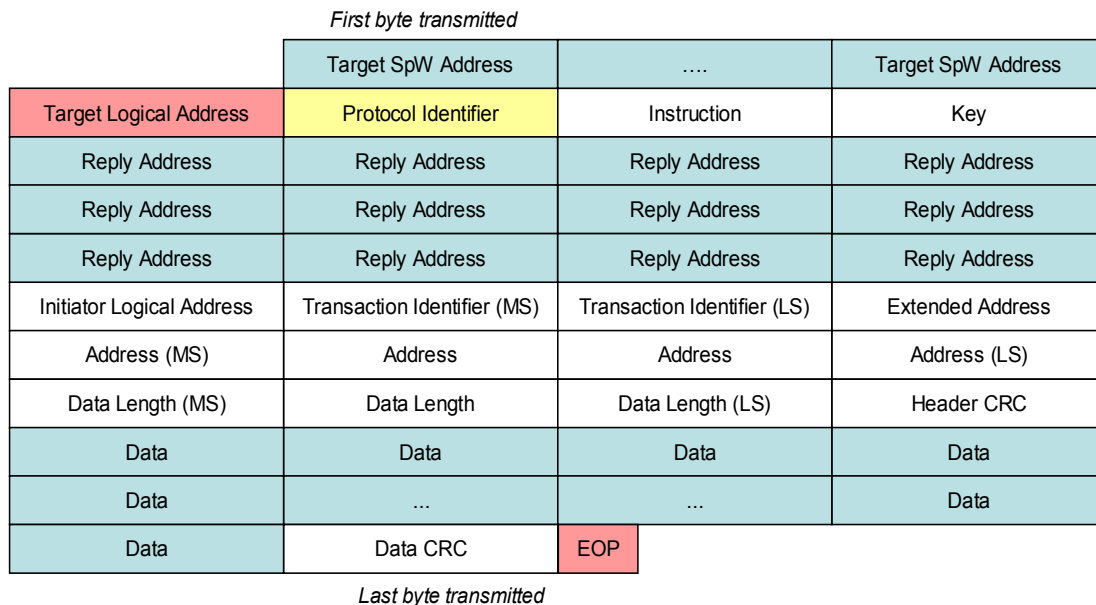 First byte transmitted
Target SpW Address .... Target SpW Address
Target Logical Address Protocol Identifier Instruction Key
Reply Address Reply Address Reply Address Reply Address
Reply Address Reply Address Reply Address Reply Address
Reply Address Reply Address Reply Address Reply Address
Initiator Logical Address Transaction Identifier (MS) Transaction Identifier (LS) Extended Address
Address (MS) Address Address Address (LS)
Data Length (MS) Data Length Data Length (LS) Header CRC
Data Data Data Data
Data ... ... Data
Data Data CRC EOP
Last byte transmitted